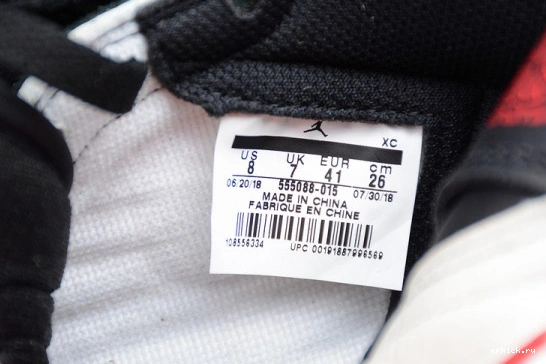 XC
US UK EUR cm
8 7 41 26
06/20/18 555088-015 07/30/18
MADE IN CHINA
FABRIQUE EN CHINE
108556334 UPC 00191887996569